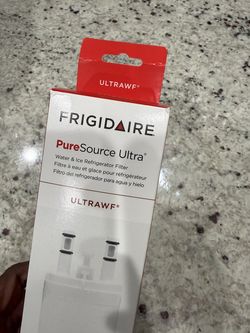 ULTRAWF®
FRIGIDAIRE
PureSource Ultra®
Water & Ice Refrigerator Filter
Filtre à eau et glace pour réfrigérateur
Filtro del refrigerador para agua y hielo
ULTRAWF®